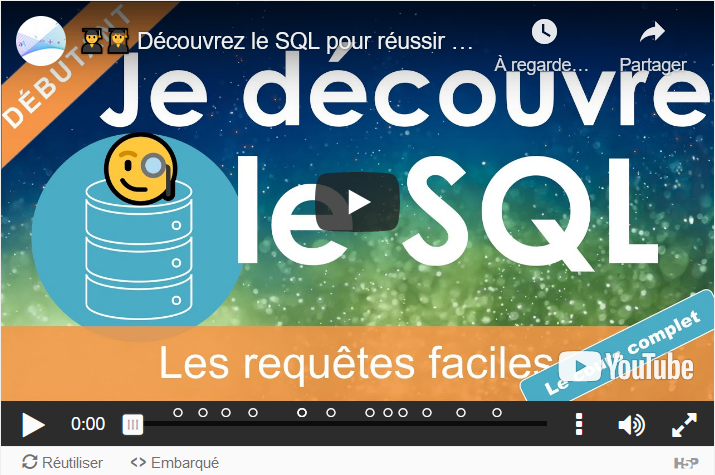 Découvrez le SQL pour réussir …
À regarde…
Partager
DÉBUTANT
Je découvre
le SQL
Les requêtes faciles
Le cours complet
YouTube
0:00
Réutiliser
Embarqué
H5P